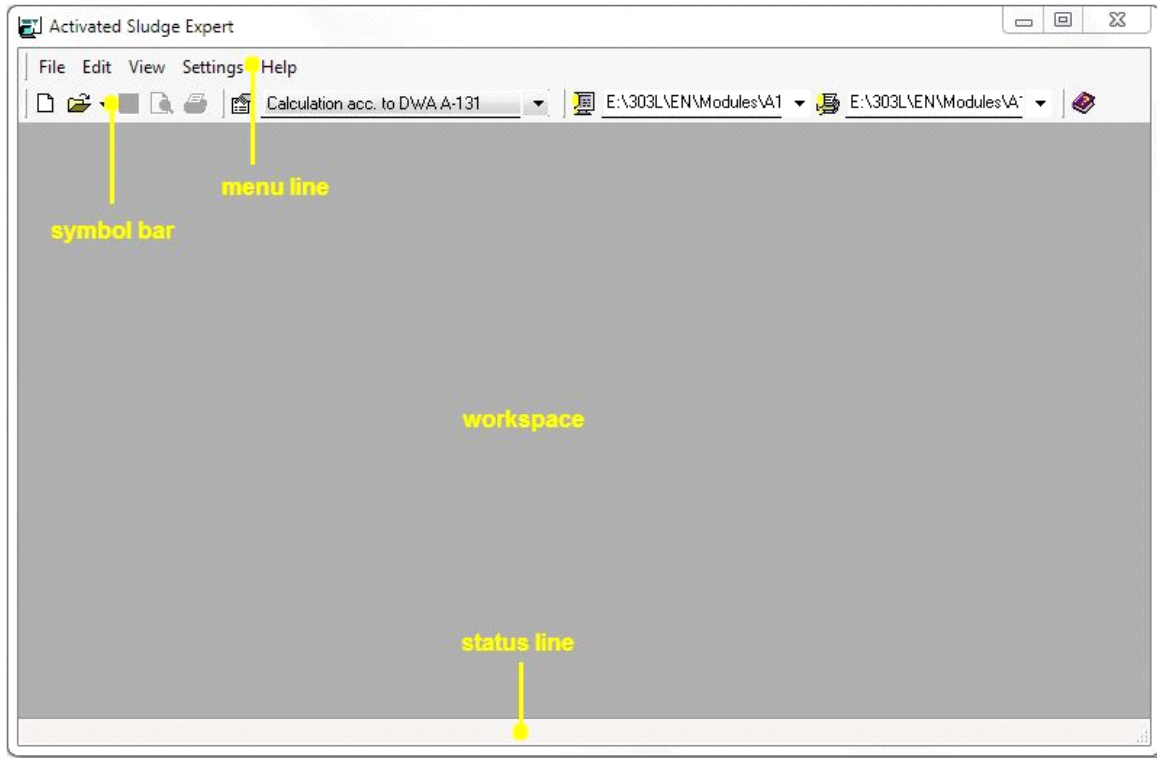 Activated Sludge Expert
File Edit View Settings Help
Calculation acc. to DWA A-131 E:\303L\EN\Modules\A1 E:\303L\EN\Modules\A
menu line
symbol bar
workspace
status line